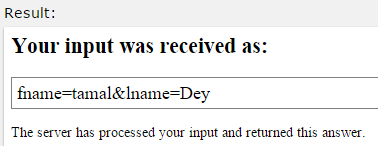 Result:
Your input was received as:
fname=tamal&lname=Dey
The server has processed your input and returned this answer.